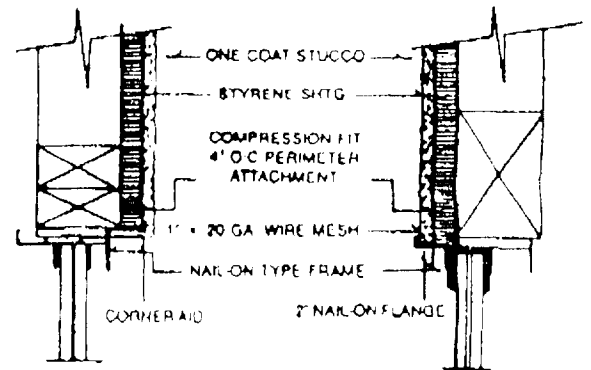 ONE COAT STUCCO
STYRENE SHTG
COMPRESSION FIT
4' O.C PERIMETER
ATTACHMENT
1" x 20 GA WIRE MESH
NAIL-ON TYPE FRAME
CORNER AID
2" NAIL-ON FLANGE